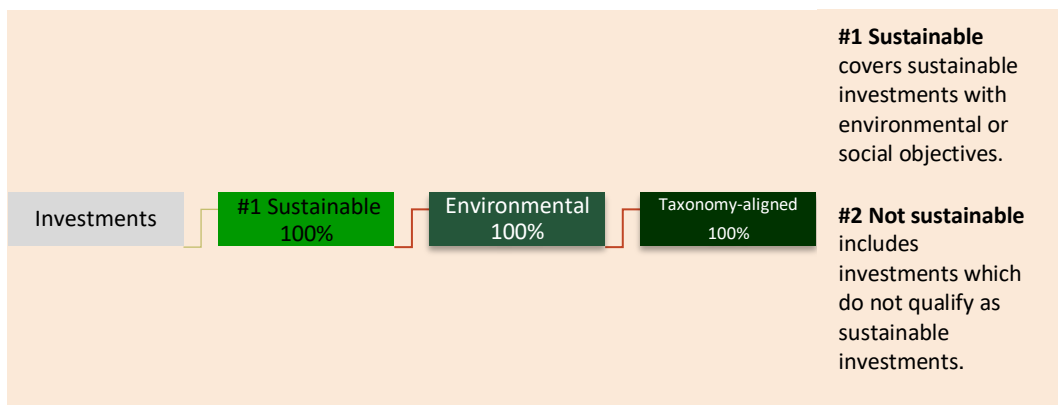 Investments
#1 Sustainable
100%
Environmental
100%
Taxonomy-aligned
100%
#1 Sustainable
covers sustainable
investments with
environmental or
social objectives.
#2 Not sustainable
includes
investments which
do not qualify as
sustainable
investments.